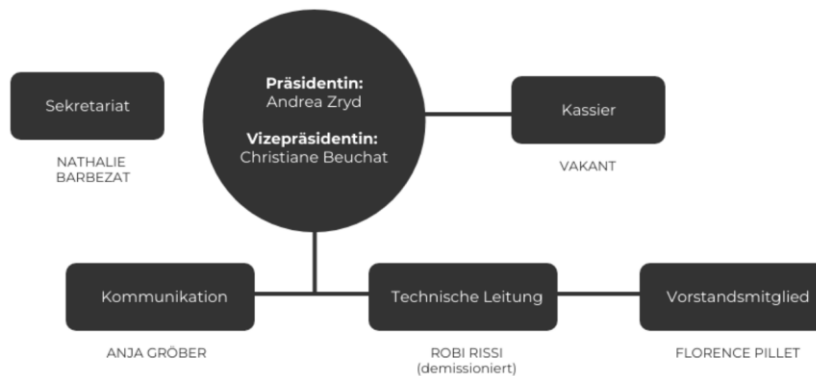 Präsidentin:
Andrea Zryd
Vizepräsidentin:
Christiane Beuchat
Sekretariat
NATHALIE
BARBEZAT
Kassier
VAKANT
Kommunikation
ANJA GRÖBER
Technische Leitung
ROBI RISSI
(demissioniert)
Vorstandsmitglied
FLORENCE PILLET